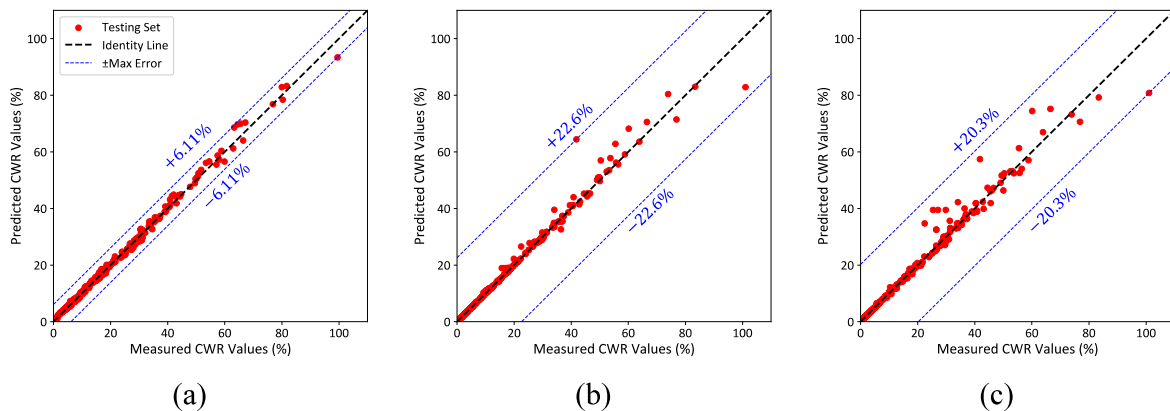 Testing Set
Identity Line
±Max Error
+6.11%
−6.11%
100
80
60
40
20
0
0 20 40 60 80 100
Predicted CWR Values (%)
Measured CWR Values (%)
(a)
+22.6%
−22.6%
100
80
60
40
20
0
0 20 40 60 80 100
Predicted CWR Values (%)
Measured CWR Values (%)
(b)
+20.3%
−20.3%
100
80
60
40
20
0
0 20 40 60 80 100
Predicted CWR Values (%)
Measured CWR Values (%)
(c)